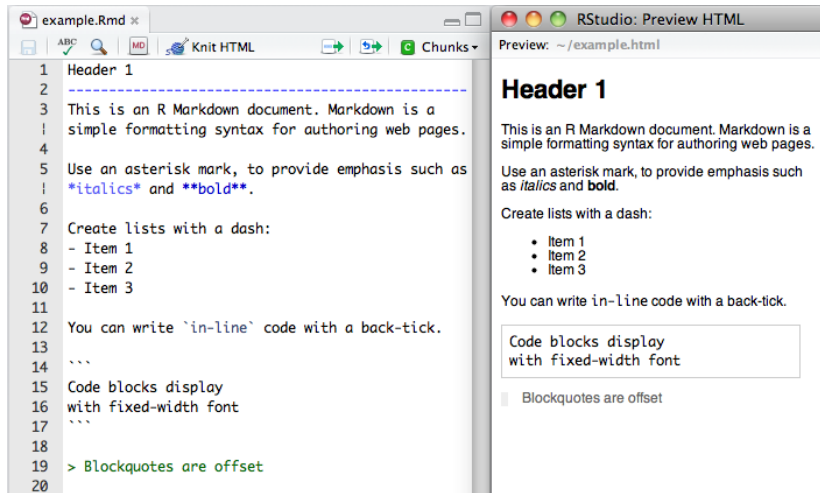 example.Rmd
ABC
MD
Knit HTML
C Chunks
1 Header 1
2 ------------------------------------------------
3 This is an R Markdown document. Markdown is a
simple formatting syntax for authoring web pages.
4
5 Use an asterisk mark, to provide emphasis such as
*italics* and **bold**.
6
7 Create lists with a dash:
8 - Item 1
9 - Item 2
10 - Item 3
11
12 You can write `in-line` code with a back-tick.
13
14 ```
15 Code blocks display
16 with fixed-width font
17 ```
18
19 > Blockquotes are offset
20
RStudio: Preview HTML
Preview: ~/example.html
Header 1
This is an R Markdown document. Markdown is a
simple formatting syntax for authoring web pages.
Use an asterisk mark, to provide emphasis such
as italics and bold.
Create lists with a dash:
• Item 1
• Item 2
• Item 3
You can write in-line code with a back-tick.
Code blocks display
with fixed-width font
Blockquotes are offset